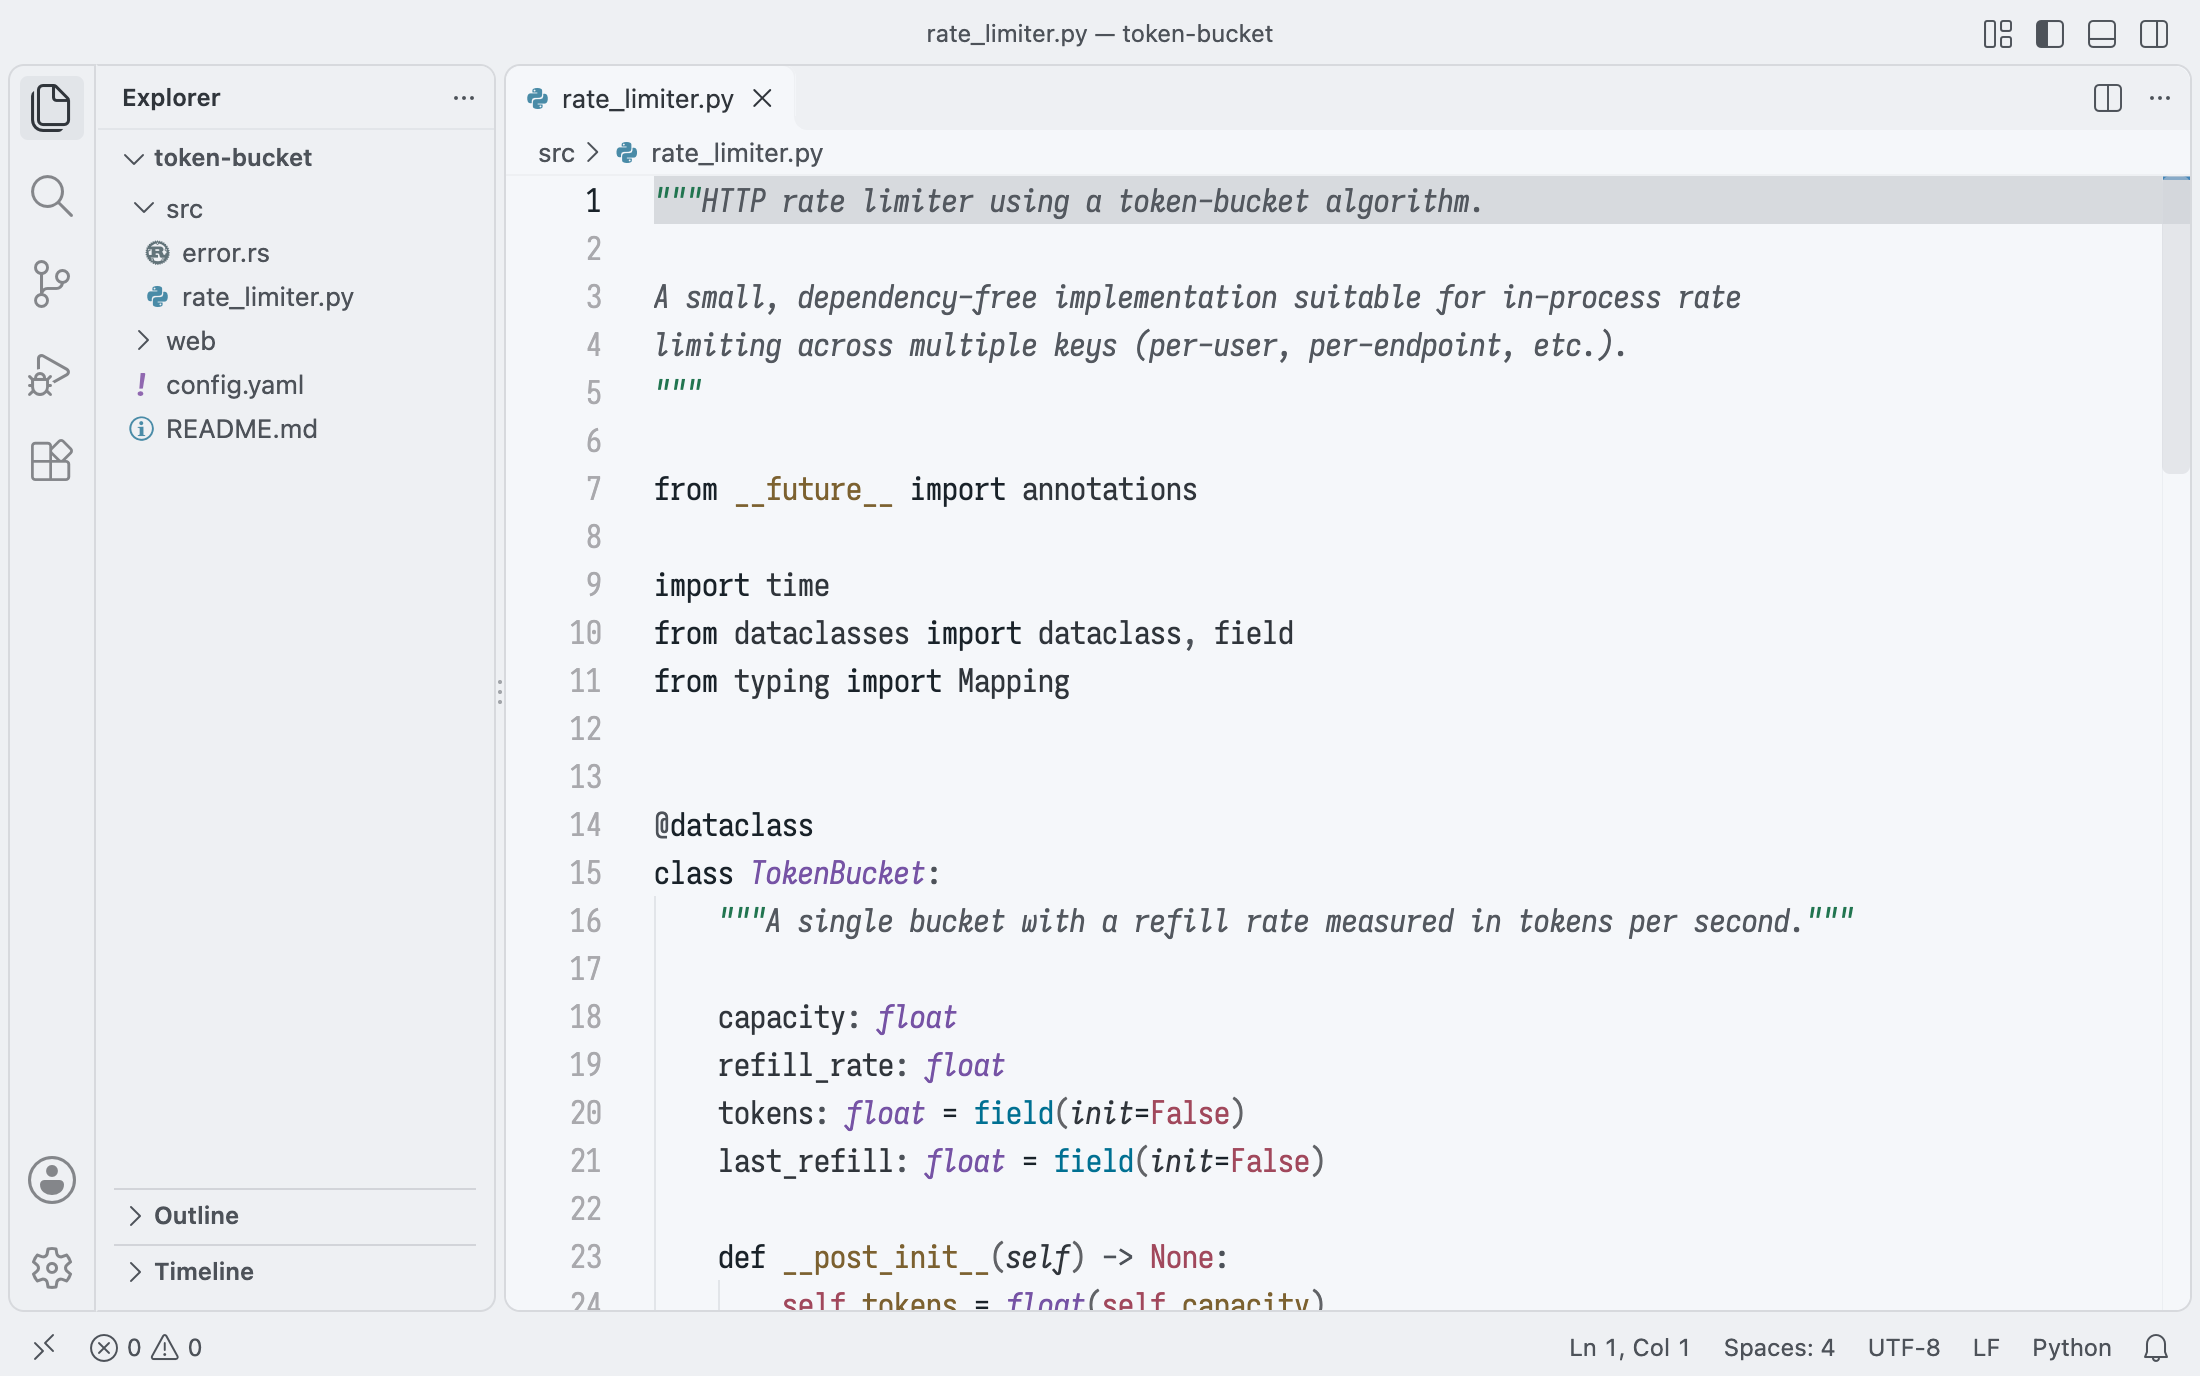 rate_limiter.py — token-bucket
Explorer
token-bucket
src
error.rs
rate_limiter.py
web
config.yaml
README.md
Outline
Timeline
rate_limiter.py
src > rate_limiter.py
1 """HTTP rate limiter using a token-bucket algorithm.
2
3 A small, dependency-free implementation suitable for in-process rate
4 limiting across multiple keys (per-user, per-endpoint, etc.).
5 """
6
7 from __future__ import annotations
8
9 import time
10 from dataclasses import dataclass, field
11 from typing import Mapping
12
13
14 @dataclass
15 class TokenBucket:
16     """A single bucket with a refill rate measured in tokens per second."""
17
18     capacity: float
19     refill_rate: float
20     tokens: float = field(init=False)
21     last_refill: float = field(init=False)
22
23     def __post_init__(self) -> None:
24         self.tokens = float(self.capacity)
0 0
Ln 1, Col 1 Spaces: 4 UTF-8 LF Python